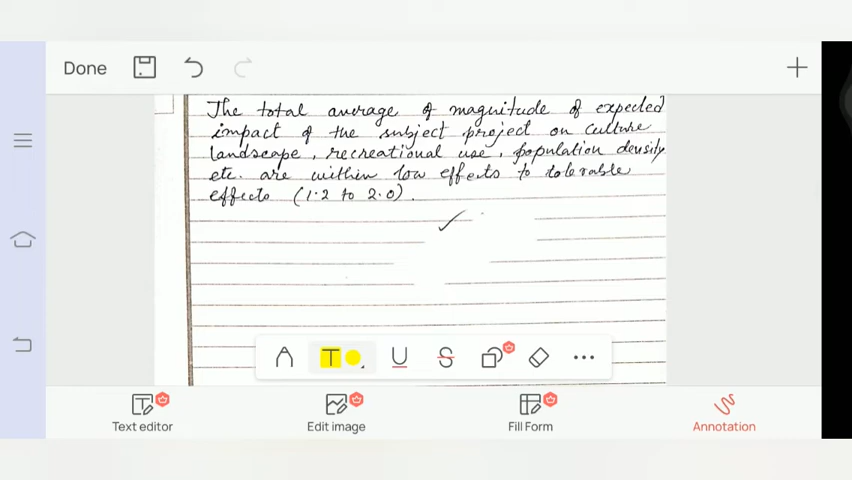 Done
The total average of magnitude of expected
impact of the subject project on culture
landscape, recreational use, population density
etc. are within low effects to tolerable
effects (1.2 to 2.0).
T U S
Text editor Edit image Fill Form Annotation